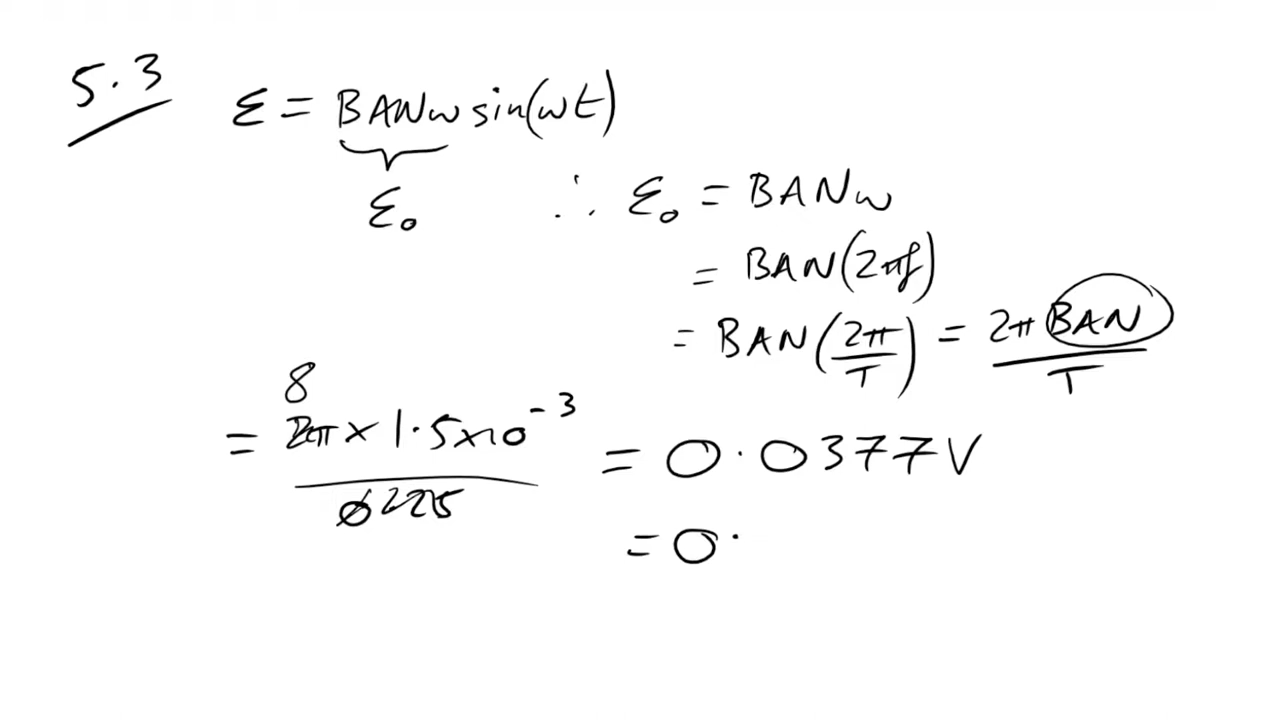 5.3
ε = BANω sin(ωt)
ε₀ ∴ ε₀ = BANω
= BAN(2πf)
= BAN(2π/T) = 2πBAN/T
8
= 2π × 1.5×10⁻³ / 0.225 = 0.0377V
= 0.